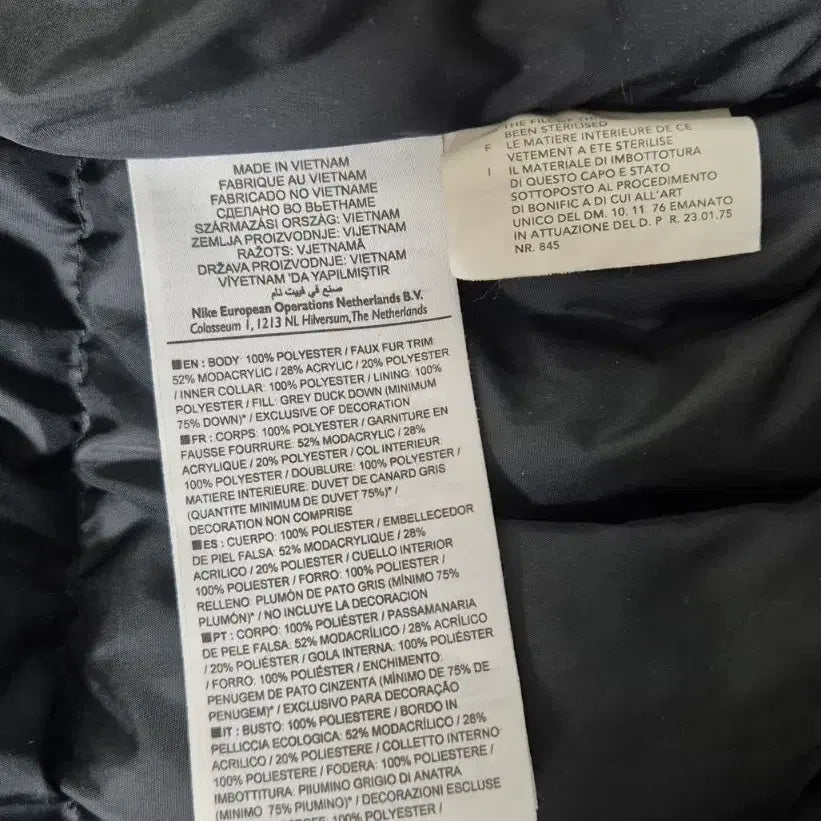 MADE IN VIETNAM
FABRIQUE AU VIETNAM
FABRICADO NO VIETNAME
СДЕЛАНО ВО ВЬЕТНАМЕ
SZÁRMAZÁSI ORSZÁG: VIETNAM
ZEMLJA PROIZVODNJE: VIJETNAM
RAŽOTS: VJETNAMĀ
DRŽAVA PROIZVODNJE: VIETNAM
VİYETNAM 'DA YAPILMIŞTIR
صنع في فييت نام
Nike European Operations Netherlands B.V.
Colosseum 1, 1213 NL Hilversum, The Netherlands
EN : BODY: 100% POLYESTER / FAUX FUR TRIM:
52% MODACRYLIC / 28% ACRYLIC / 20% POLYESTER
/ INNER COLLAR: 100% POLYESTER / LINING: 100%
POLYESTER / FILL: GREY DUCK DOWN (MINIMUM
75% DOWN)* / EXCLUSIVE OF DECORATION
FR : CORPS: 100% POLYESTER / GARNITURE EN
FAUSSE FOURRURE: 52% MODACRYLIC / 28%
ACRYLIQUE / 20% POLYESTER / COL INTERIEUR:
100% POLYESTER / DOUBLURE: 100% POLYESTER /
MATIERE INTERIEURE: DUVET DE CANARD GRIS
(QUANTITE MINIMUM DE DUVET 75%)* /
DECORATION NON COMPRISE
ES : CUERPO: 100% POLIESTER / EMBELLECEDOR
DE PIEL FALSA: 52% MODACRYLIQUE / 28%
ACRILICO / 20% POLIESTER / CUELLO INTERIOR
100% POLIESTER / FORRO: 100% POLIESTER /
RELLENO: PLUMÓN DE PATO GRIS (MÍNIMO 75%
PLUMÓN)* / NO INCLUYE LA DECORACION
PT : CORPO: 100% POLIÉSTER / PASSAMANARIA
DE PELE FALSA: 52% MODACRÍLICO / 28% ACRÍLICO
/ 20% POLIÉSTER / GOLA INTERNA: 100% POLIÉSTER
/ FORRO: 100% POLIÉSTER / ENCHIMENTO:
PENUGEM DE PATO CINZENTA (MÍNIMO DE 75% DE
PENUGEM)* / EXCLUSIVO PARA DECORAÇÃO
IT : BUSTO: 100% POLIESTERE / BORDO IN
PELLICCIA ECOLOGICA: 52% MODACRÍLICO / 28%
ACRILICO / 20% POLIESTERE / COLLETTO INTERNO
100% POLIESTERE / FODERA: 100% POLIESTERE /
IMBOTTITURA: PIIUMINO GRIGIO DI ANATRA
(MINIMO 75% PIUMINO)* / DECORAZIONI ESCLUSE
100% POLYESTER /
THE FILL
BEEN STERILISED
F LE MATIERE INTERIEURE DE CE
VETEMENT A ETE STERILISE
I IL MATERIALE DI IMBOTTOTURA
DI QUESTO CAPO E STATO
SOTTOPOSTO AL PROCEDIMENTO
DI BONIFICA DI CUI ALL'ART
UNICO DEL DM. 10. 11. 76 EMANATO
IN ATTUAZIONE DEL D. P R. 23.01.75
NR. 845